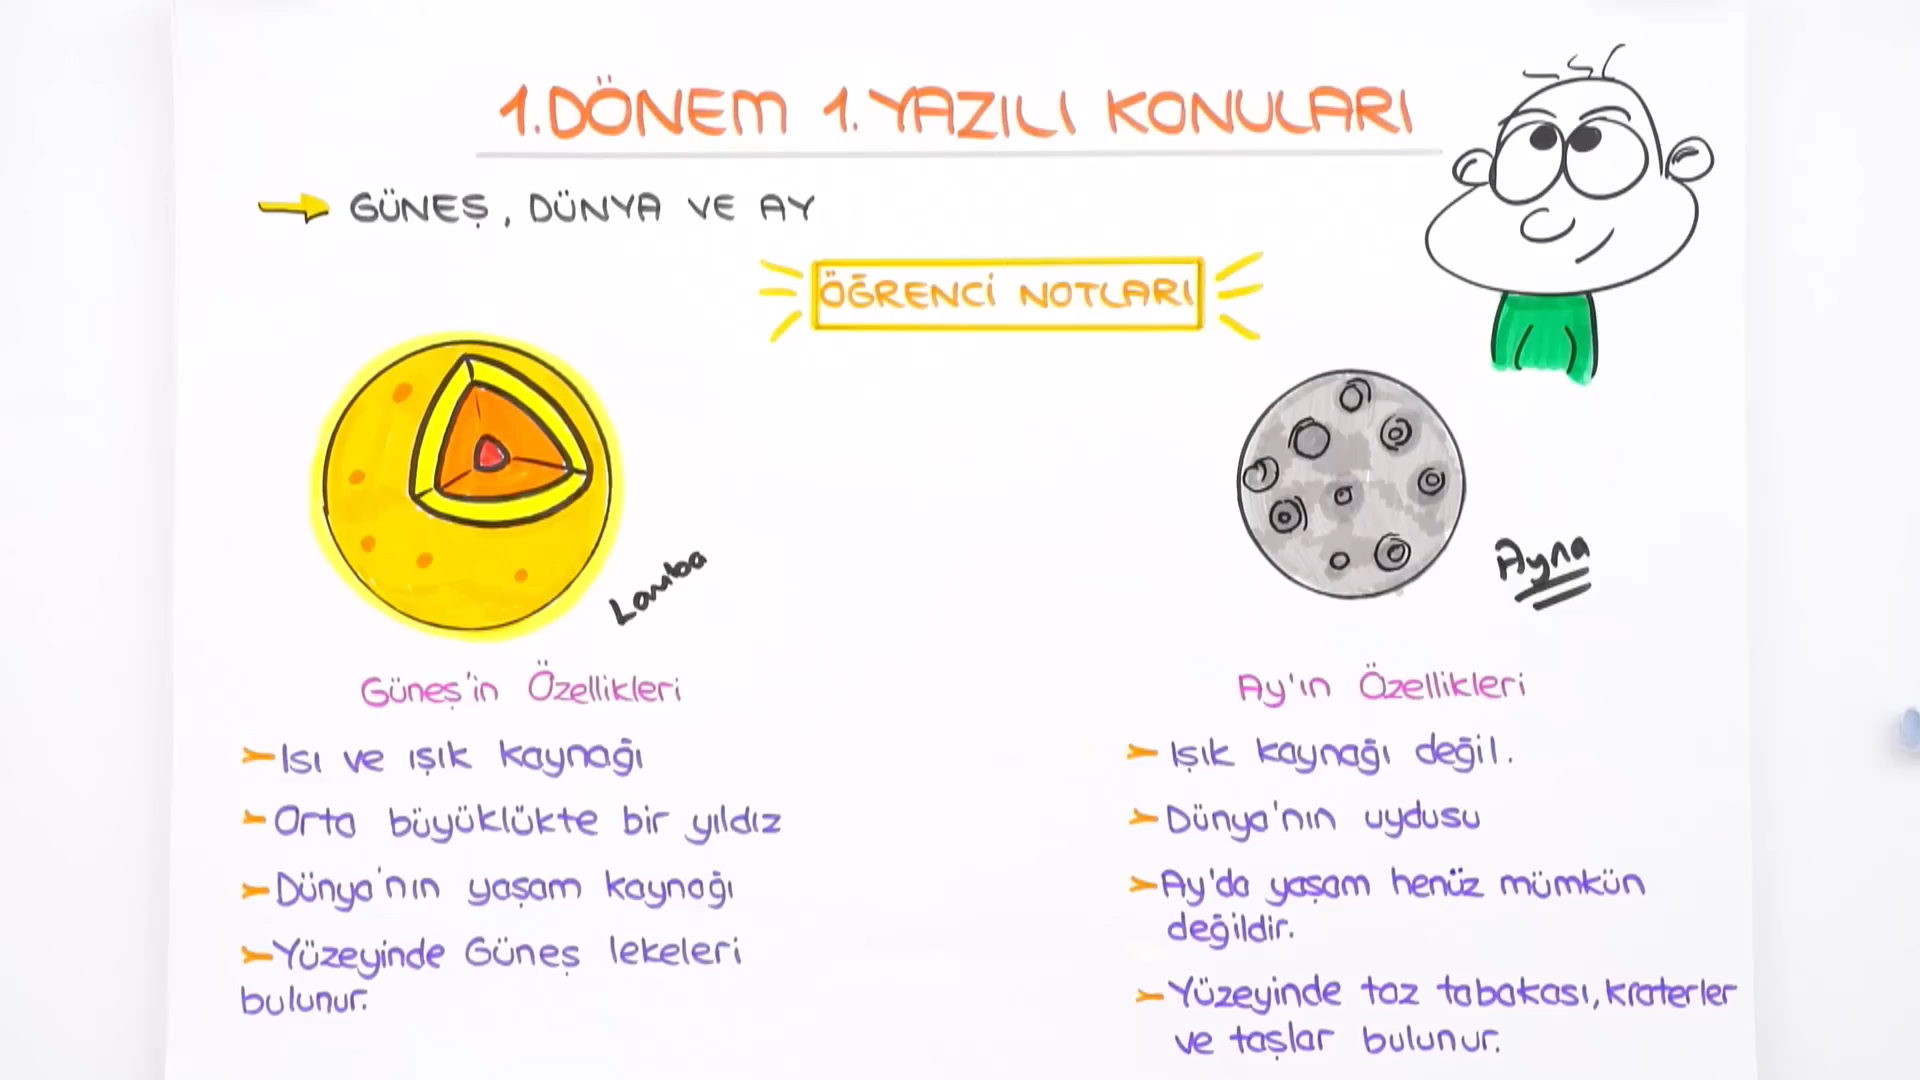 1. DÖNEM 1. YAZILI KONULARI
GÜNEŞ, DÜNYA VE AY
ÖĞRENCİ NOTLARI
Lamba
Ayna
Güneş'in Özellikleri
Isı ve ışık kaynağı
Orta büyüklükte bir yıldız
Dünya'nın yaşam kaynağı
Yüzeyinde Güneş lekeleri
bulunur.
Ay'ın Özellikleri
Işık kaynağı değil.
Dünya'nın uydusu
Ay'da yaşam henüz mümkün
değildir.
Yüzeyinde toz tabakası, kraterler
ve taşlar bulunur.